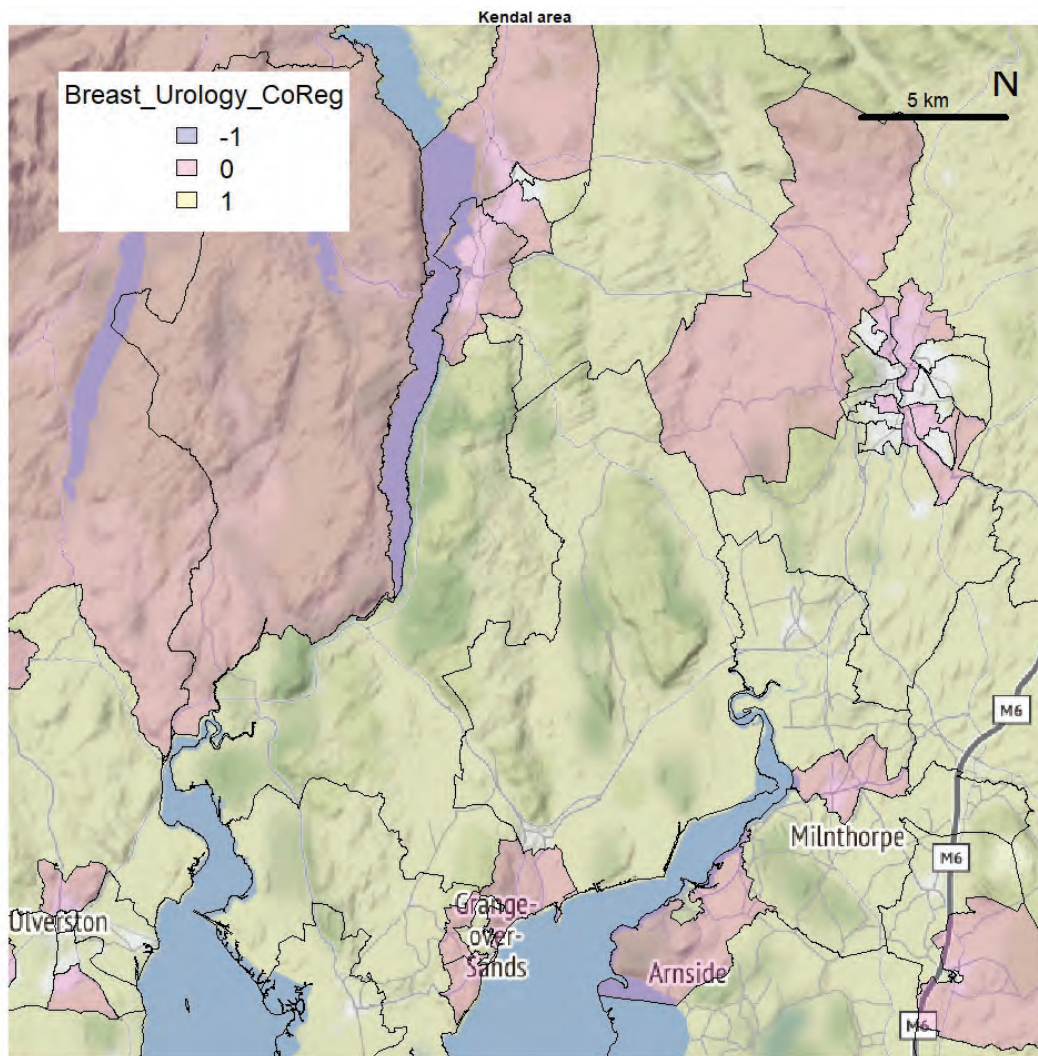 Kendal area
Breast_Urology_CoReg
-1
0
1
N
5 km
M6
M6
Milnthorpe
Ulverston
Grange-
over-
Sands
Arnside
M6